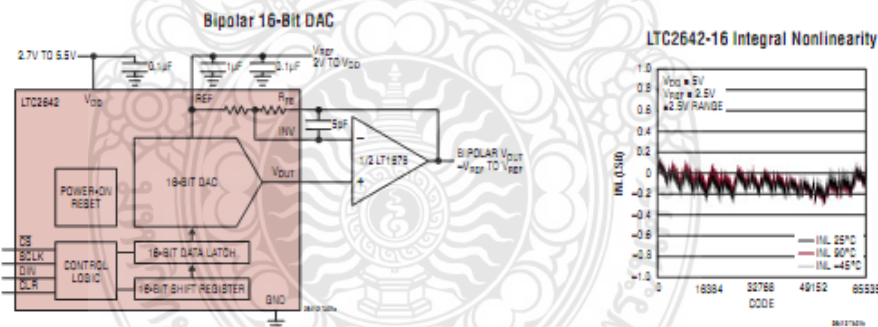 Bipolar 16-Bit DAC
2.7V TO 5.5V
0.1µF
1µF
0.1µF
VREF
2V TO VDD
LTC2642
VDD
REF
RFB
INV
5pF
16-BIT DAC
VOUT
1/2 LT1678
BIPOLAR VOUT
–VREF TO VREF
POWER-ON
RESET
CS
SCLK
DIN
CLR
CONTROL
LOGIC
16-BIT DATA LATCH
16-BIT SHIFT REGISTER
GND
LTC2642-16 Integral Nonlinearity
1.0
0.8
0.6
0.4
0.2
0
–0.2
–0.4
–0.6
–0.8
–1.0
INL (LSB)
VDD = 5V
VREF = 2.5V
±2.5V RANGE
INL 25°C
INL 90°C
INL –45°C
0
16384
32768
49152
65535
CODE